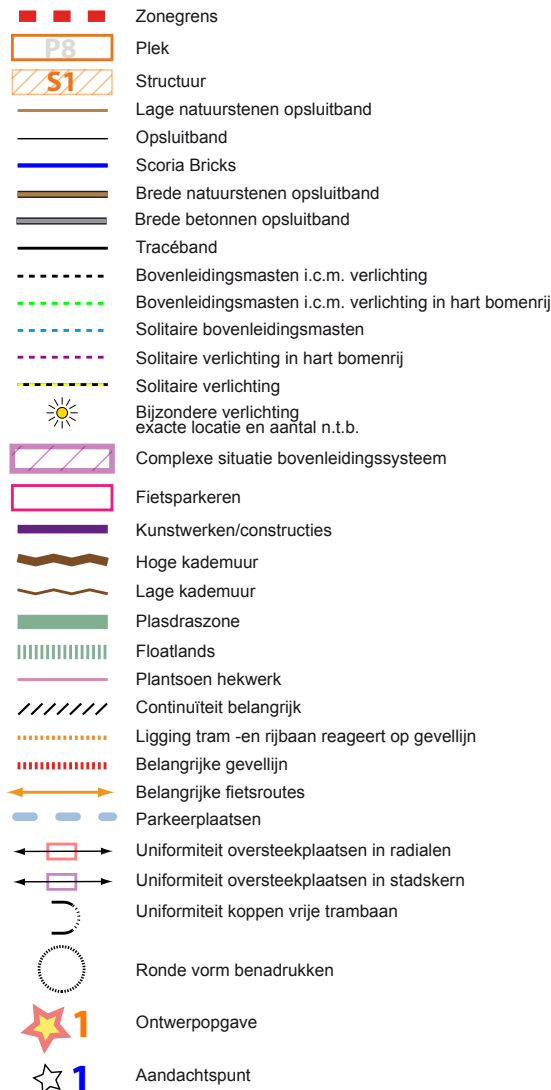 Zonegrens
P8 Plek
S1 Structuur
Lage natuurstenen opsluitband
Opsluitband
Scoria Bricks
Brede natuurstenen opsluitband
Brede betonnen opsluitband
Tracéband
Bovenleidingsmasten i.c.m. verlichting
Bovenleidingsmasten i.c.m. verlichting in hart bomenrij
Solitaire bovenleidingsmasten
Solitaire verlichting in hart bomenrij
Solitaire verlichting
Bijzondere verlichting
exacte locatie en aantal n.t.b.
Complexe situatie bovenleidingssysteem
Fietsparkeren
Kunstwerken/constructies
Hoge kademuur
Lage kademuur
Plasdraszone
Floatlands
Plantsoen hekwerk
Continuïteit belangrijk
Ligging tram -en rijbaan reageert op gevellijn
Belangrijke gevellijn
Belangrijke fietsroutes
Parkeerplaatsen
Uniformiteit oversteekplaatsen in radialen
Uniformiteit oversteekplaatsen in stadskern
Uniformiteit koppen vrije trambaan
Ronde vorm benadrukken
1 Ontwerpopgave
1 Aandachtspunt